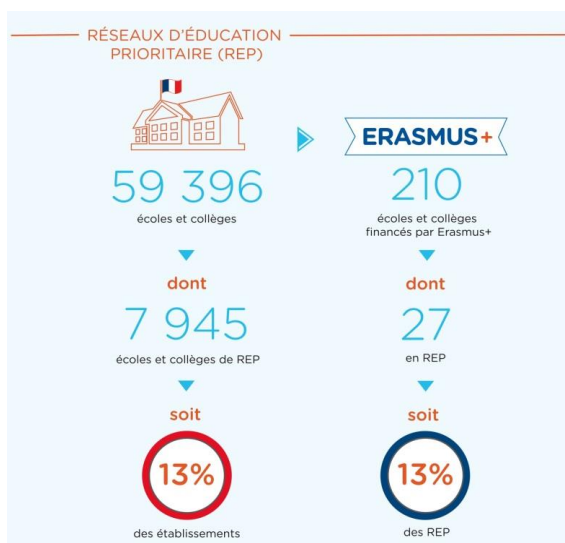 RÉSEAUX D'ÉDUCATION
PRIORITAIRE (REP)
59 396
écoles et collèges
dont
7 945
écoles et collèges de REP
soit
13%
des établissements
ERASMUS+
210
écoles et collèges
financés par Erasmus+
dont
27
en REP
soit
13%
des REP